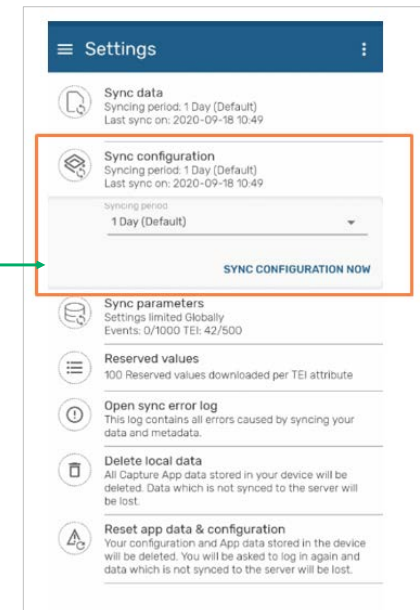 Settings
Sync data
Syncing period: 1 Day (Default)
Last sync on: 2020-09-18 10:49
Sync configuration
Syncing period: 1 Day (Default)
Last sync on: 2020-09-18 10:49
Syncing period
1 Day (Default)
SYNC CONFIGURATION NOW
Sync parameters
Settings limited Globally
Events: 0/1000 TEI: 42/500
Reserved values
100 Reserved values downloaded per TEI attribute
Open sync error log
This log contains all errors caused by syncing your
data and metadata.
Delete local data
All Capture App data stored in your device will be
deleted. Data which is not synced to the server will
be lost.
Reset app data & configuration
Your configuration and App data stored in the device
will be deleted. You will be asked to log in again and
data which is not synced to the server will be lost.